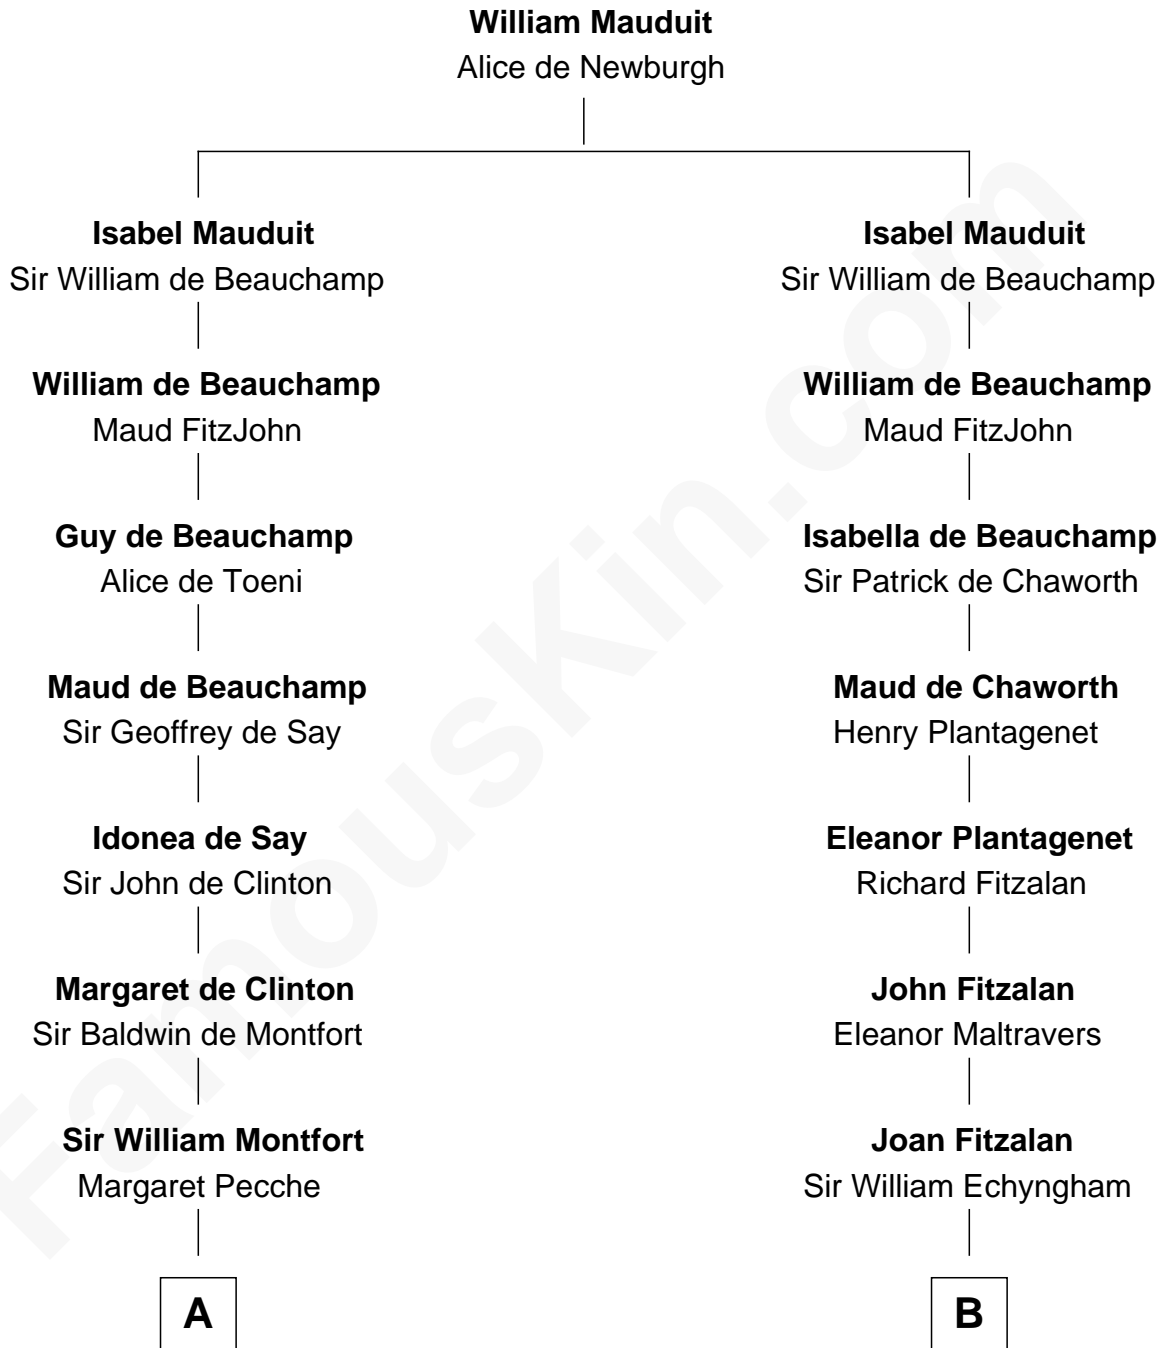 William Mauduit
Alice de Newburgh
Isabel Mauduit
Sir William de Beauchamp
William de Beauchamp
Maud FitzJohn
Guy de Beauchamp
Alice de Toeni
Maud de Beauchamp
Sir Geoffrey de Say
Idonea de Say
Sir John de Clinton
Margaret de Clinton
Sir Baldwin de Montfort
Sir William Montfort
Margaret Pecche
A
Isabel Mauduit
Sir William de Beauchamp
William de Beauchamp
Maud FitzJohn
Isabella de Beauchamp
Sir Patrick de Chaworth
Maud de Chaworth
Henry Plantagenet
Eleanor Plantagenet
Richard Fitzalan
John Fitzalan
Eleanor Maltravers
Joan Fitzalan
Sir William Echyngham
B
FamousKin.com